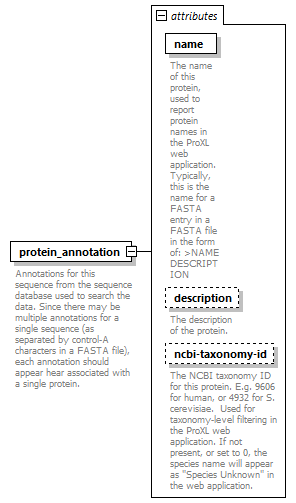 attributes
name
The name
of this
protein,
used to
report
protein
names in
the ProXL
web
application.
Typically,
this is the
name for a
FASTA
entry in a
FASTA file
in the form
of: >NAME
DESCRIPT
ION
protein_annotation
Annotations for this
sequence from the sequence
database used to search the
data. Since there may be
multiple annotations for a
single sequence (as
separated by control-A
characters in a FASTA file),
each annotation should
appear hear associated with
a single protein.
description
The description
of the protein.
ncbi-taxonomy-id
The NCBI taxonomy ID
for this protein. E.g. 9606
for human, or 4932 for S.
cerevisiae.  Used for
taxonomy-level filtering in
the ProXL web
application. If not
present, or set to 0, the
species name will appear
as "Species Unknown" in
the web application.